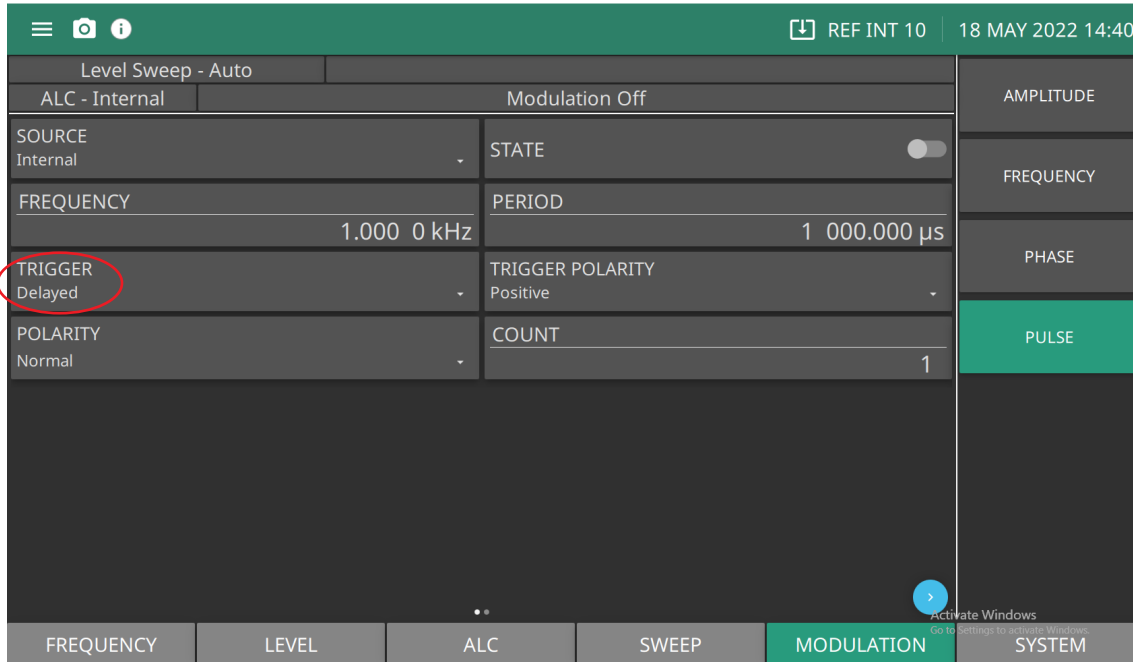 REF INT 10 18 MAY 2022 14:40
Level Sweep - Auto
ALC - Internal Modulation Off
SOURCE
Internal
STATE
FREQUENCY
1.000 0 kHz
PERIOD
1 000.000 µs
TRIGGER
Delayed
TRIGGER POLARITY
Positive
POLARITY
Normal
COUNT
1
AMPLITUDE
FREQUENCY
PHASE
PULSE
Activate Windows
Go to Settings to activate Windows.
FREQUENCY LEVEL ALC SWEEP MODULATION SYSTEM